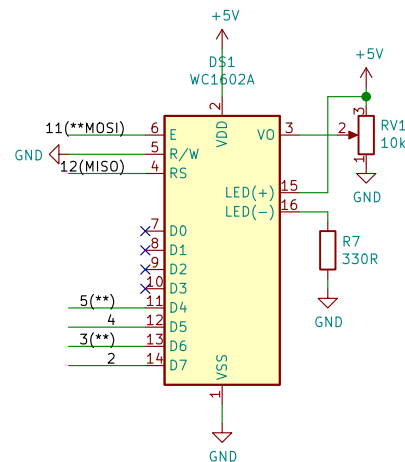 +5V
DS1
WC1602A
+5V
2
VDD
11(**MOSI)
6
E
VO
3
2
3
RV1
10k
1
GND
GND
5
R/W
12(MISO)
4
RS
LED(+)
15
LED(−)
16
7
D0
8
D1
9
D2
10
D3
R7
330R
GND
5(**)
11
D4
4
12
D5
3(**)
13
D6
2
14
D7
VSS
1
GND